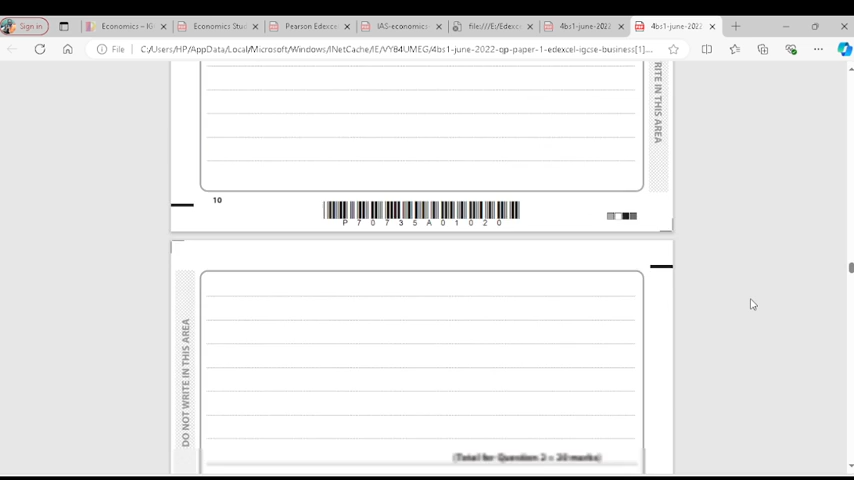 Sign in
Economics – K
Economics Stud
Pearson Edexce
IAS-economics
file:///E:/Edexc
4bs1-june-2022
4bs1-june-2022
File
C:/Users/HP/AppData/Local/Microsoft/Windows/INetCache/IE/VY84UMEG/4bs1-june-2022-qp-paper-1-edexcel-igcse-business[1]....
RITE IN THIS AREA
10
P 7 0 7 3 5 A 0 1 0 2 0
DO NOT WRITE IN THIS AREA
(Total for Question 2 = 20 marks)